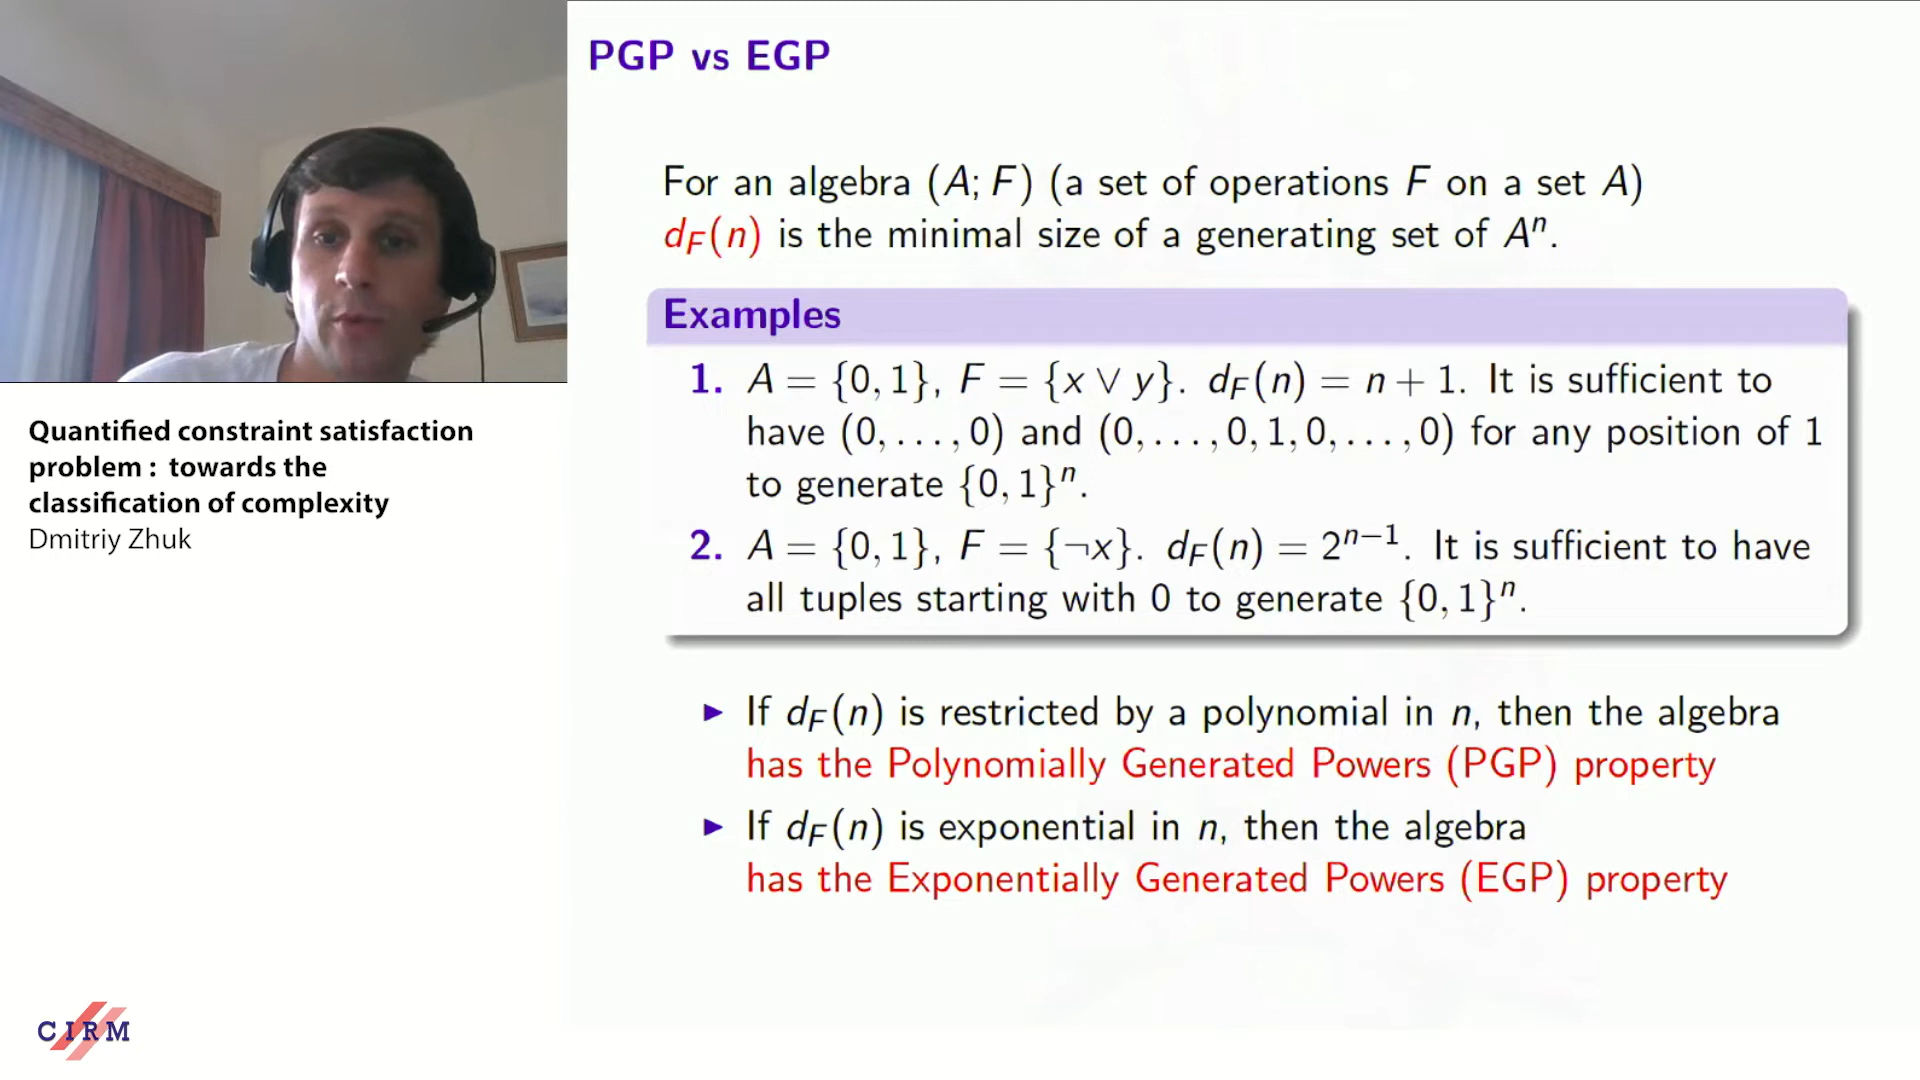 PGP vs EGP
For an algebra (A; F) (a set of operations F on a set A)
d_F(n) is the minimal size of a generating set of Aⁿ.
Examples
1. A = {0, 1}, F = {x ∨ y}. d_F(n) = n + 1. It is sufficient to
have (0, . . . , 0) and (0, . . . , 0, 1, 0, . . . , 0) for any position of 1
to generate {0, 1}ⁿ.
2. A = {0, 1}, F = {¬x}. d_F(n) = 2ⁿ⁻¹. It is sufficient to have
all tuples starting with 0 to generate {0, 1}ⁿ.
► If d_F(n) is restricted by a polynomial in n, then the algebra
has the Polynomially Generated Powers (PGP) property
► If d_F(n) is exponential in n, then the algebra
has the Exponentially Generated Powers (EGP) property
Quantified constraint satisfaction
problem : towards the
classification of complexity
Dmitriy Zhuk
CIRM